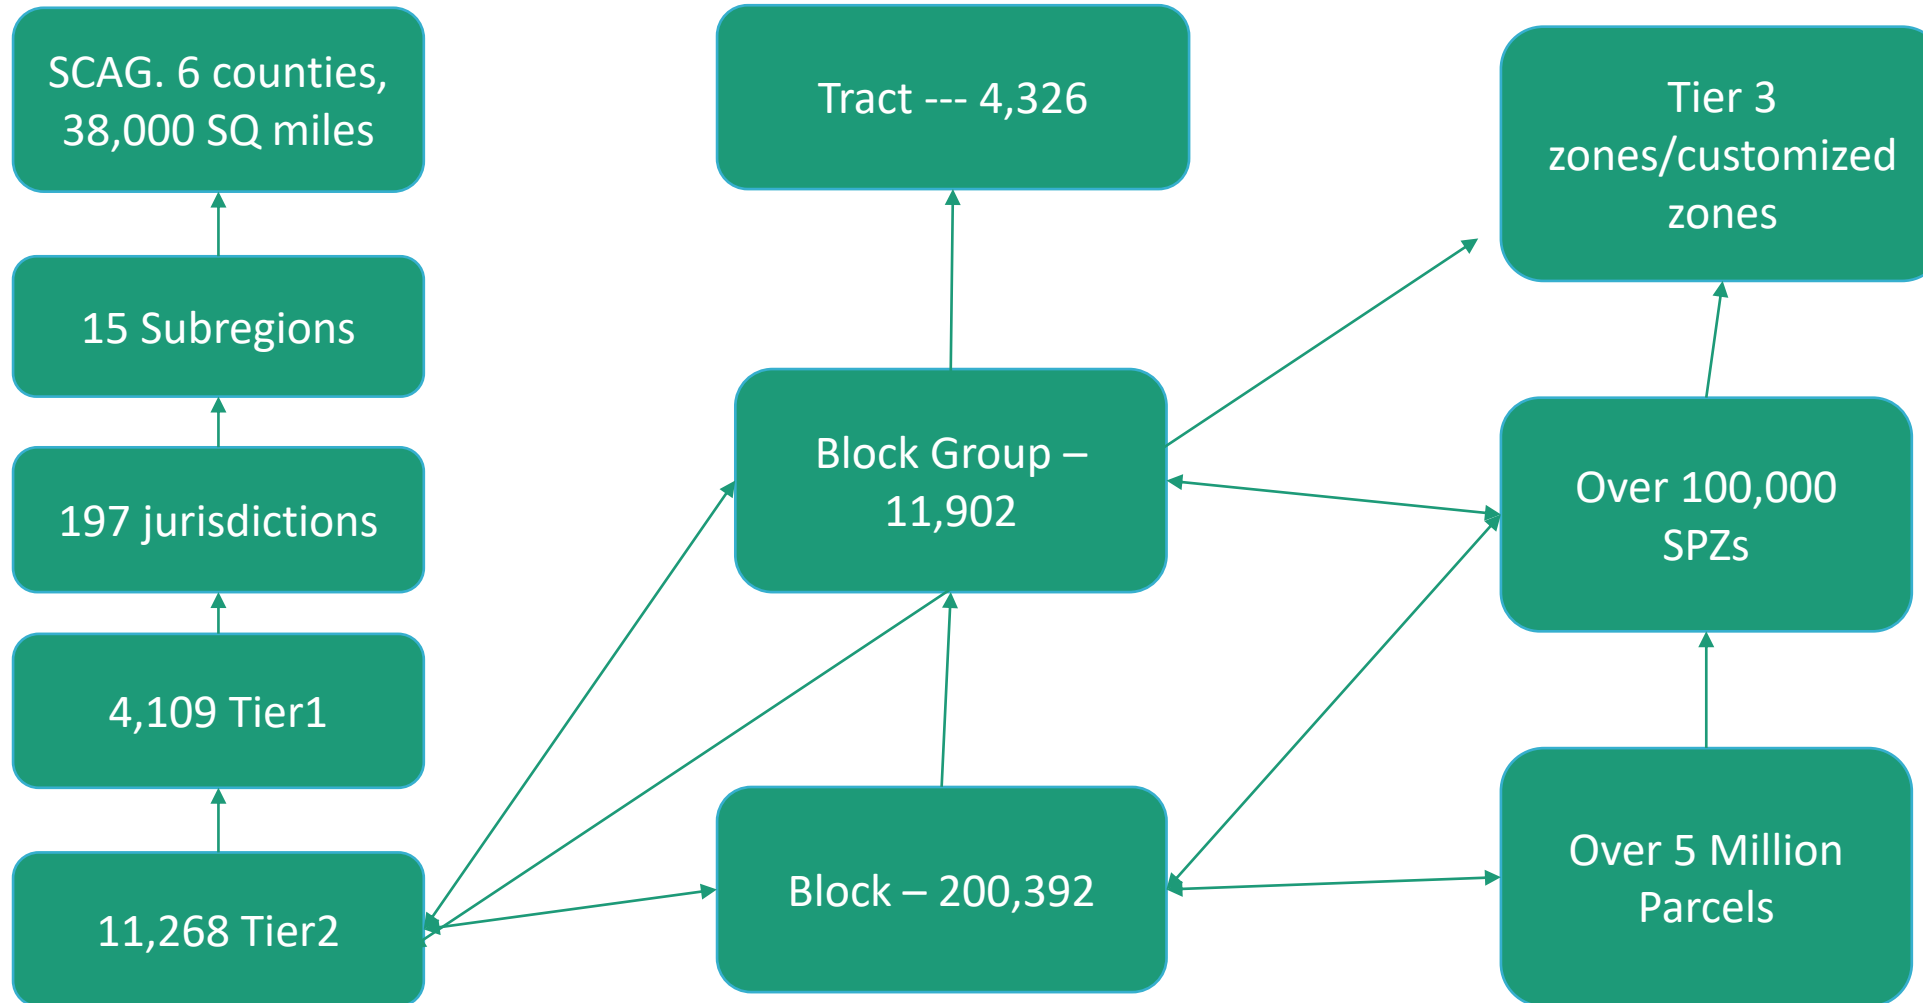 SCAG. 6 counties,
38,000 SQ miles
15 Subregions
197 jurisdictions
4,109 Tier1
11,268 Tier2
Tract --- 4,326
Block Group –
11,902
Block – 200,392
Tier 3
zones/customized
zones
Over 100,000
SPZs
Over 5 Million
Parcels